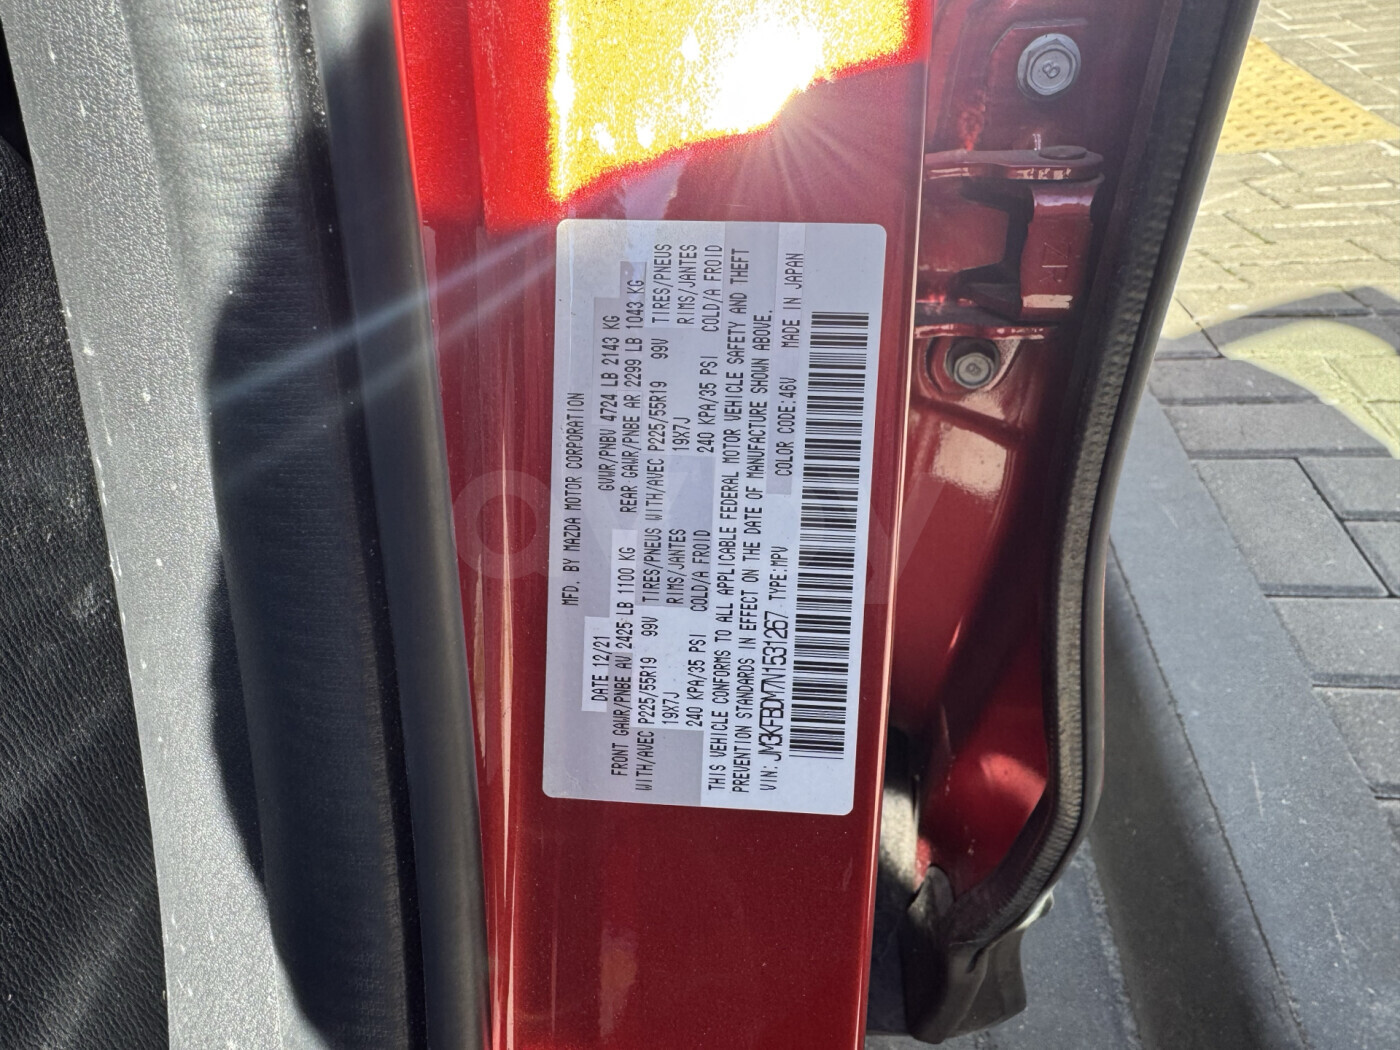 MFD. BY MAZDA MOTOR CORPORATION
DATE 12/21 GVWR/PNBV 4724 LB 2143 KG
FRONT GAWR/PNBE AV 2425 LB 1100 KG REAR GAWR/PNBE AR 2299 LB 1043 KG
WITH/AVEC P225/55R19 99V TIRES/PNEUS WITH/AVEC P225/55R19 99V TIRES/PNEUS
19X7J RIMS/JANTES 19X7J RIMS/JANTES
240 KPA/35 PSI COLD/A FROID 240 KPA/35 PSI COLD/A FROID
THIS VEHICLE CONFORMS TO ALL APPLICABLE FEDERAL MOTOR VEHICLE SAFETY AND THEFT
PREVENTION STANDARDS IN EFFECT ON THE DATE OF MANUFACTURE SHOWN ABOVE.
VIN: JM3KFBDM7N1531267 TYPE:MPV COLOR CODE:46V MADE IN JAPAN
8
8